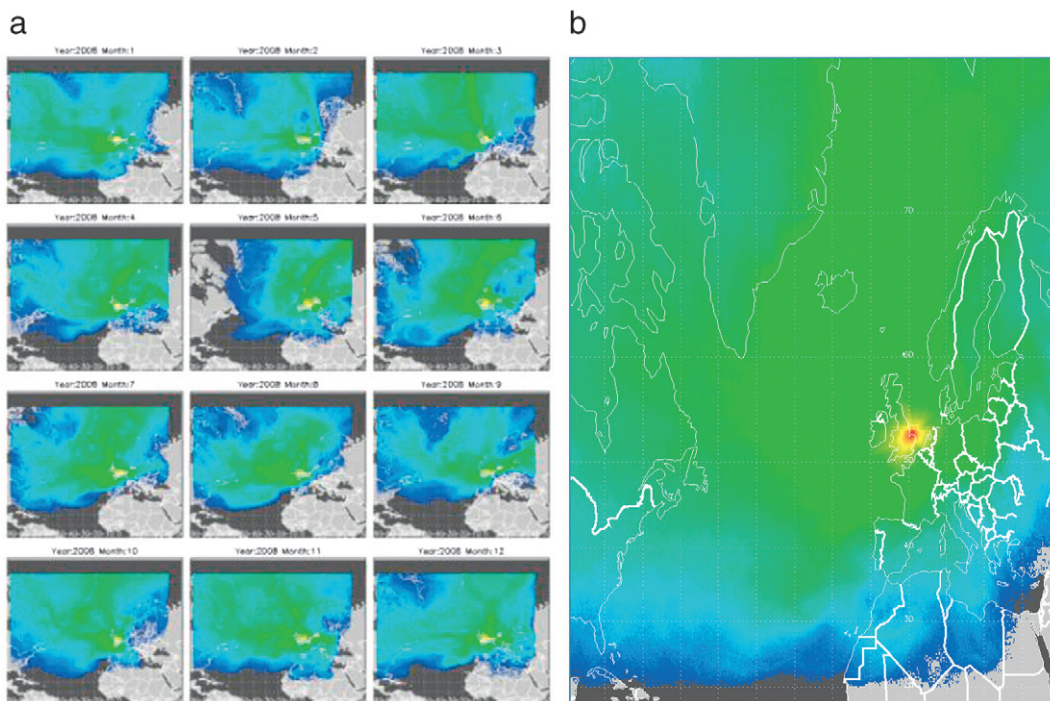 a
b
Year:2008 Month:1
Year:2008 Month:2
Year:2008 Month:3
Year:2008 Month:4
Year:2008 Month:5
Year:2008 Month:6
Year:2008 Month:7
Year:2008 Month:8
Year:2008 Month:9
Year:2008 Month:10
Year:2008 Month:11
Year:2008 Month:12
70
60
40
30